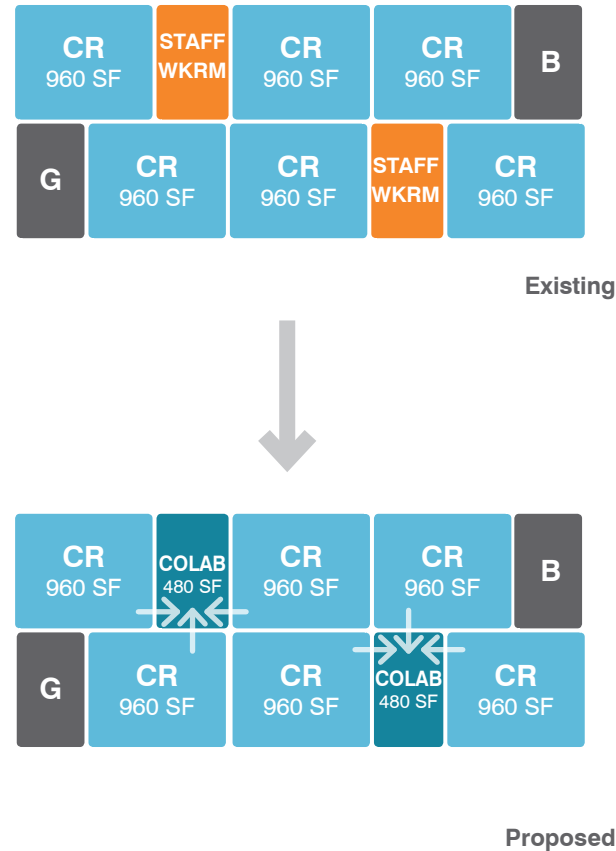 CR
960 SF
STAFF
WKRM
CR
960 SF
CR
960 SF
B
G
CR
960 SF
CR
960 SF
STAFF
WKRM
CR
960 SF
Existing
CR
960 SF
COLAB
480 SF
CR
960 SF
CR
960 SF
B
G
CR
960 SF
CR
960 SF
COLAB
480 SF
CR
960 SF
Proposed